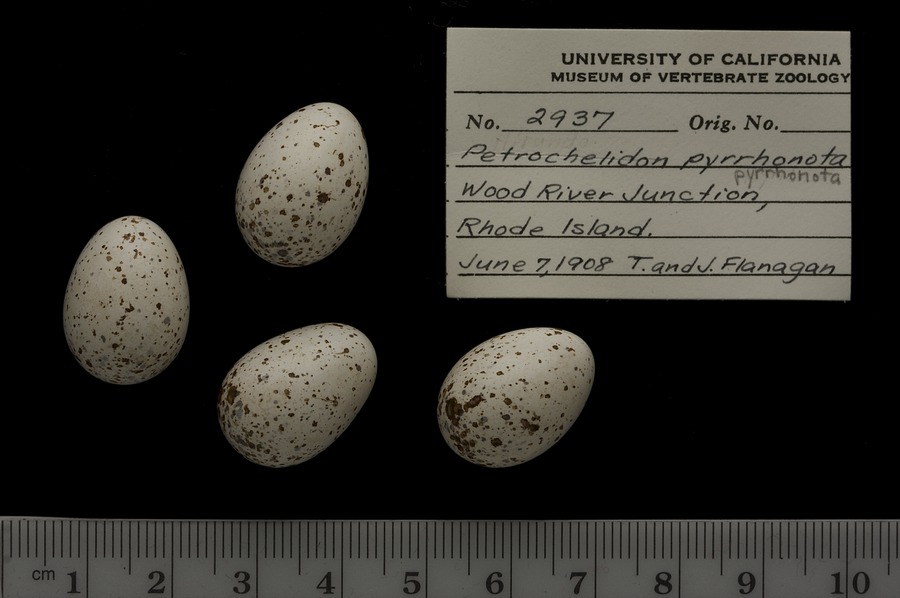 UNIVERSITY OF CALIFORNIA
MUSEUM OF VERTEBRATE ZOOLOGY
No. 2937 Orig. No.
Petrochelidon pyrrhonota
pyrrhonota
Wood River Junction,
Rhode Island.
June 7, 1908 T. and J. Flanagan
cm 1 2 3 4 5 6 7 8 9 10